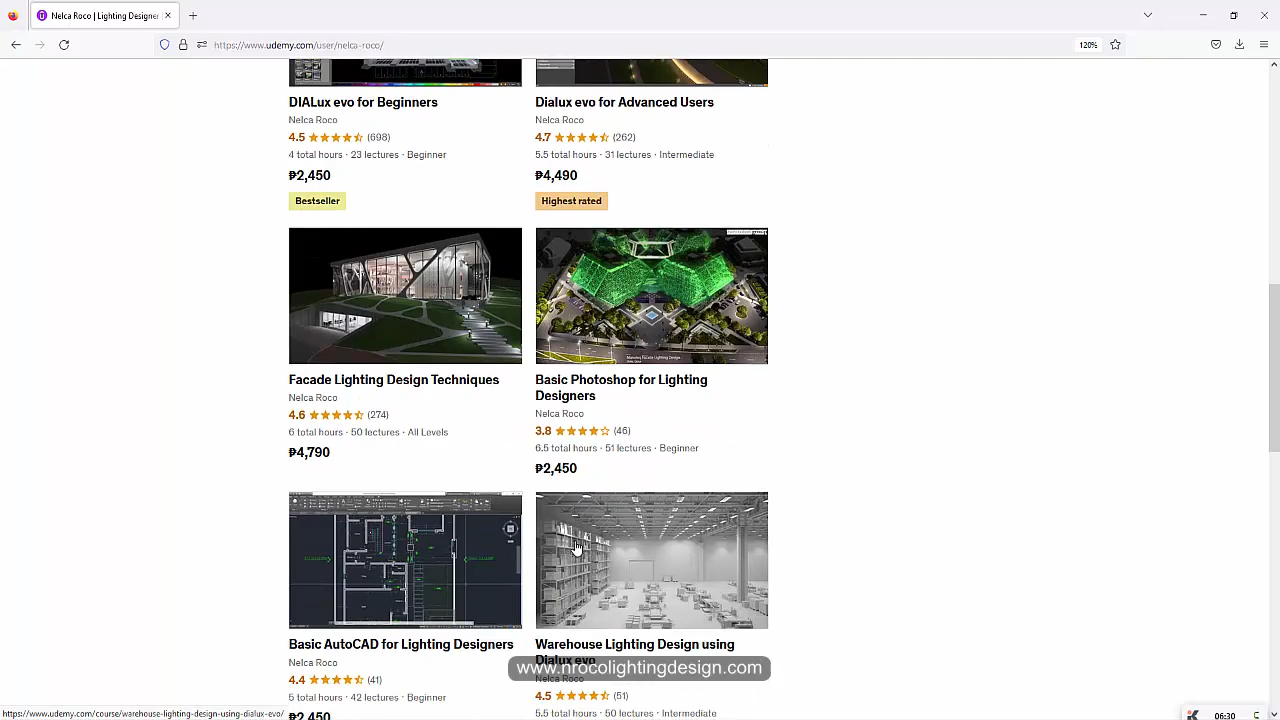 Nelca Roco | Lighting Designer
https://www.udemy.com/user/nelca-roco/
120%
DIALux evo for Beginners
Nelca Roco
4.5 (698)
4 total hours · 23 lectures · Beginner
₱2,450
Bestseller
Dialux evo for Advanced Users
Nelca Roco
4.7 (262)
5.5 total hours · 31 lectures · Intermediate
₱4,490
Highest rated
Facade Lighting Design Techniques
Nelca Roco
4.6 (274)
6 total hours · 50 lectures · All Levels
₱4,790
Basic Photoshop for Lighting
Designers
Nelca Roco
3.8 (46)
6.5 total hours · 51 lectures · Beginner
₱2,450
Basic AutoCAD for Lighting Designers
Nelca Roco
4.4 (41)
5 total hours · 42 lectures · Beginner
₱2,450
Warehouse Lighting Design using
Dialux evo
Nelca Roco
4.5 (51)
5.5 total hours · 50 lectures · Intermediate
www.nrocolightingdesign.com
https://www.udemy.com/course/warehouse-lighting-design-using-dialux-evo/
06:30